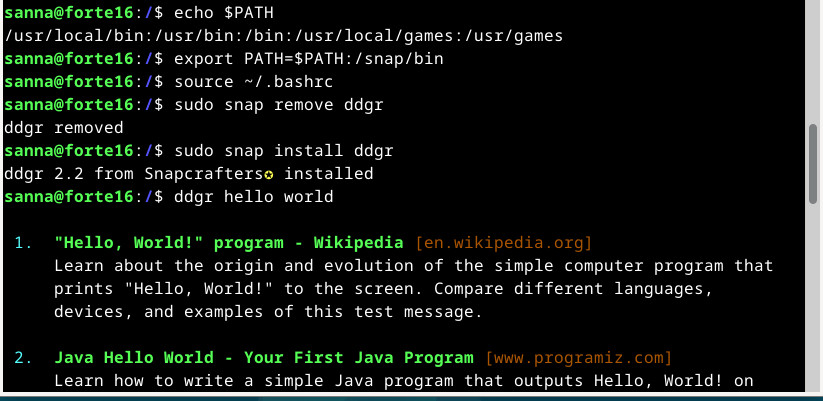 sanna@forte16:/$ echo $PATH
/usr/local/bin:/usr/bin:/bin:/usr/local/games:/usr/games
sanna@forte16:/$ export PATH=$PATH:/snap/bin
sanna@forte16:/$ source ~/.bashrc
sanna@forte16:/$ sudo snap remove ddgr
ddgr removed
sanna@forte16:/$ sudo snap install ddgr
ddgr 2.2 from Snapcrafters✪ installed
sanna@forte16:/$ ddgr hello world
1. "Hello, World!" program - Wikipedia [en.wikipedia.org]
Learn about the origin and evolution of the simple computer program that
prints "Hello, World!" to the screen. Compare different languages,
devices, and examples of this test message.
2. Java Hello World - Your First Java Program [www.programiz.com]
Learn how to write a simple Java program that outputs Hello, World! on